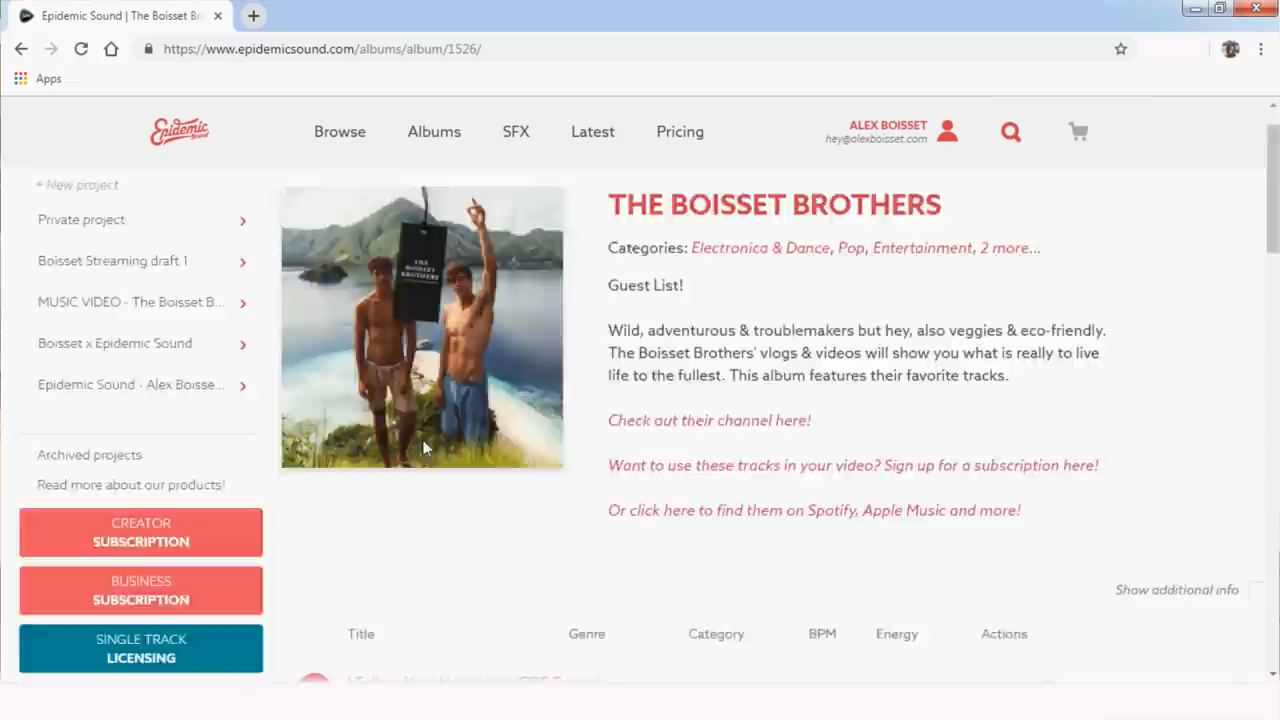 Epidemic Sound | The Boisset Br
https://www.epidemicsound.com/albums/album/1526/
Apps
Epidemic Sound
Browse
Albums
SFX
Latest
Pricing
ALEX BOISSET
hey@alexboisset.com
+ New project
Private project
Boisset Streaming draft 1
MUSIC VIDEO - The Boisset B...
Boisset x Epidemic Sound
Epidemic Sound - Alex Boisse...
Archived projects
Read more about our products!
CREATOR
SUBSCRIPTION
BUSINESS
SUBSCRIPTION
SINGLE TRACK
LICENSING
THE
BOISSET
BROTHERS
THE BOISSET BROTHERS
Categories: Electronica & Dance, Pop, Entertainment, 2 more...
Guest List!
Wild, adventurous & troublemakers but hey, also veggies & eco-friendly.
The Boisset Brothers' vlogs & videos will show you what is really to live
life to the fullest. This album features their favorite tracks.
Check out their channel here!
Want to use these tracks in your video? Sign up for a subscription here!
Or click here to find them on Spotify, Apple Music and more!
Show additional info
Title
Genre
Category
BPM
Energy
Actions